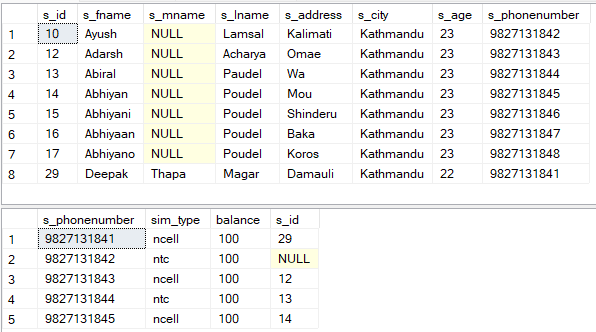 s_id s_fname s_mname s_lname s_address s_city s_age s_phonenumber
1 10 Ayush NULL Lamsal Kalimati Kathmandu 23 9827131842
2 12 Adarsh NULL Acharya Omae Kathmandu 23 9827131843
3 13 Abiral NULL Paudel Wa Kathmandu 23 9827131844
4 14 Abhiyan NULL Poudel Mou Kathmandu 23 9827131845
5 15 Abhiyani NULL Poudel Shinderu Kathmandu 23 9827131846
6 16 Abhiyaan NULL Poudel Baka Kathmandu 23 9827131847
7 17 Abhiyano NULL Poudel Koros Kathmandu 23 9827131848
8 29 Deepak Thapa Magar Damauli Kathmandu 22 9827131841
s_phonenumber sim_type balance s_id
1 9827131841 ncell 100 29
2 9827131842 ntc 100 NULL
3 9827131843 ncell 100 12
4 9827131844 ntc 100 13
5 9827131845 ncell 100 14